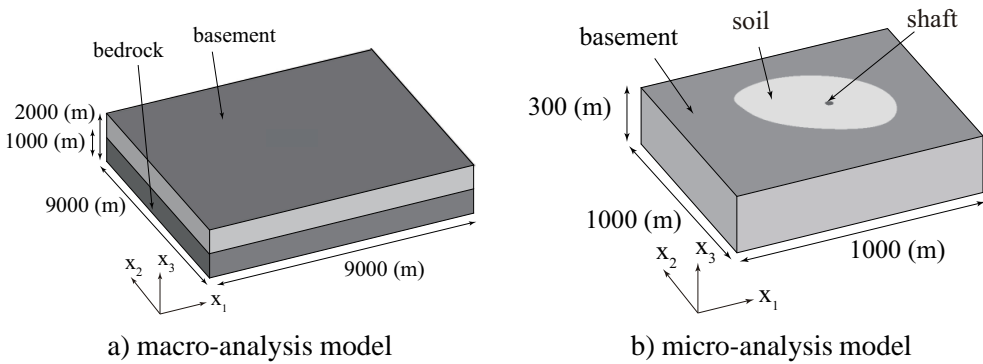 basement
bedrock
2000 (m)
1000 (m)
9000 (m)
9000 (m)
x2
x3
x1
a) macro-analysis model
soil
shaft
basement
300 (m)
1000 (m)
1000 (m)
x2
x3
x1
b) micro-analysis model